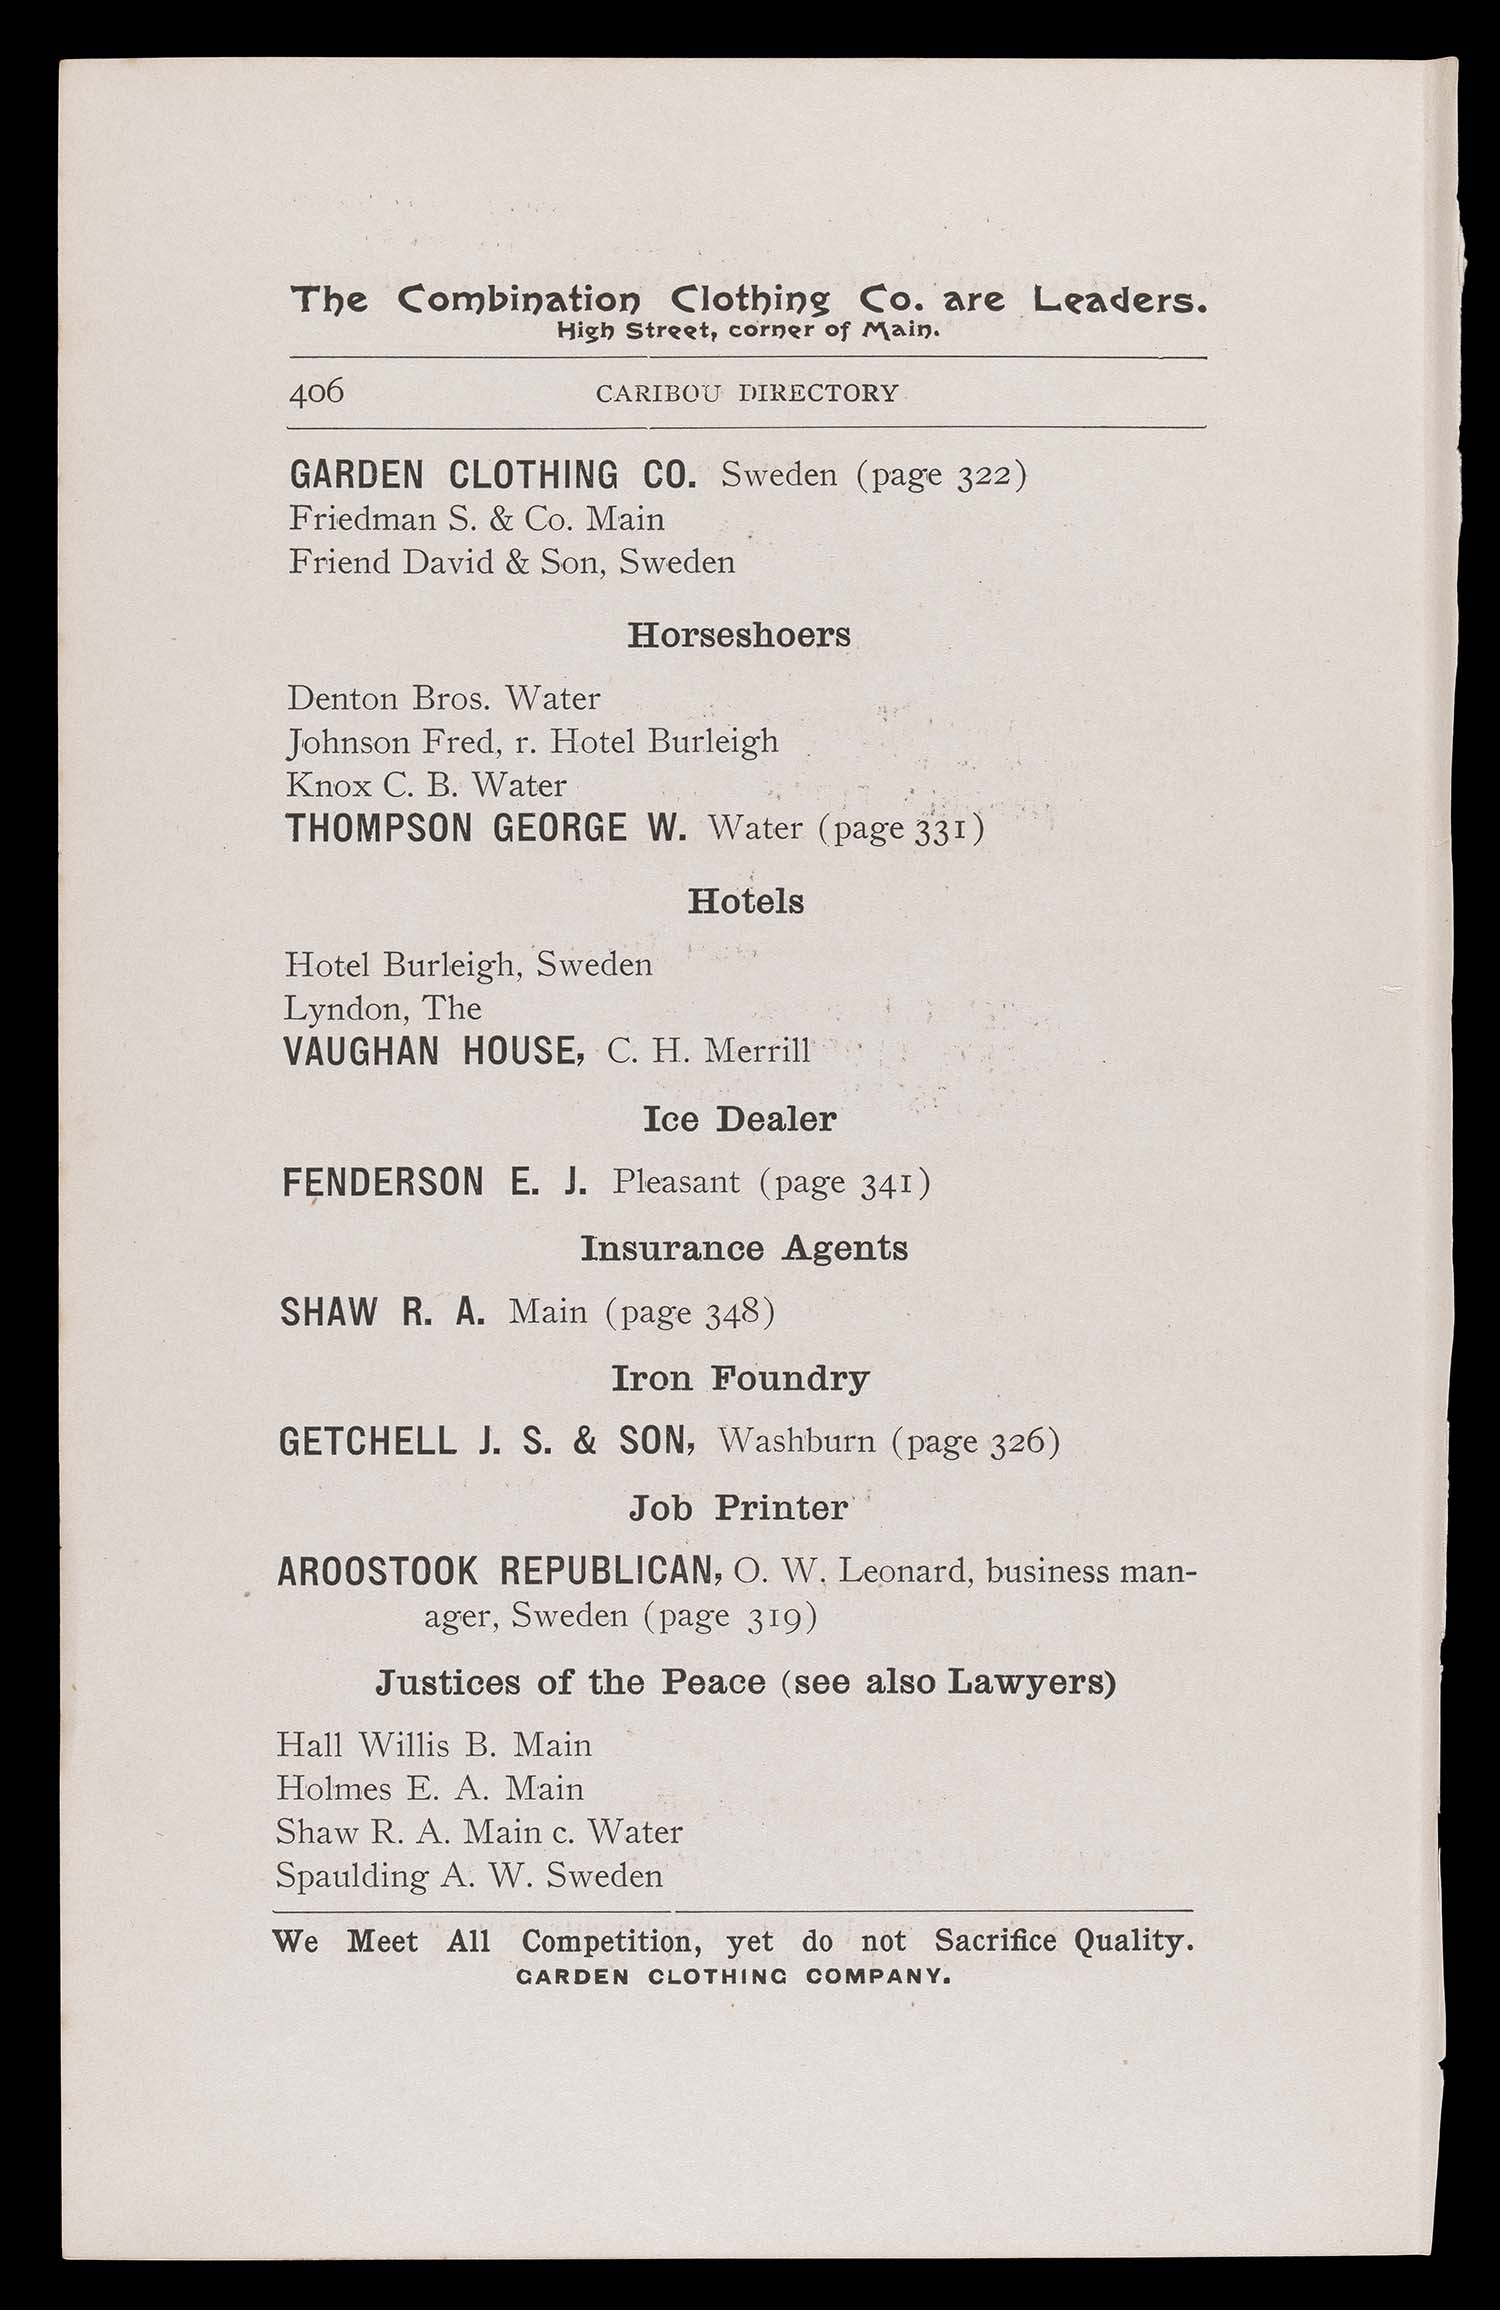 The Combination Clothing Co. are Leaders.
High Street, corner of Main.
406 CARIBOU DIRECTORY
GARDEN CLOTHING CO. Sweden (page 322)
Friedman S. & Co. Main
Friend David & Son, Sweden
Horseshoers
Denton Bros. Water
Johnson Fred, r. Hotel Burleigh
Knox C. B. Water
THOMPSON GEORGE W. Water (page 331)
Hotels
Hotel Burleigh, Sweden
Lyndon, The
VAUGHAN HOUSE, C. H. Merrill
Ice Dealer
FENDERSON E. J. Pleasant (page 341)
Insurance Agents
SHAW R. A. Main (page 348)
Iron Foundry
GETCHELL J. S. & SON, Washburn (page 326)
Job Printer
AROOSTOOK REPUBLICAN, O. W. Leonard, business man-
ager, Sweden (page 319)
Justices of the Peace (see also Lawyers)
Hall Willis B. Main
Holmes E. A. Main
Shaw R. A. Main c. Water
Spaulding A. W. Sweden
We Meet All Competition, yet do not Sacrifice Quality.
GARDEN CLOTHING COMPANY.